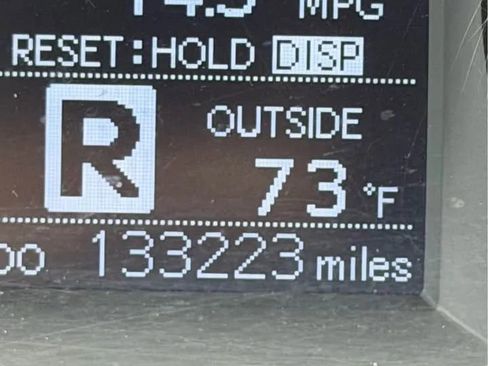 MPG
RESET:HOLD DISP
R
OUTSIDE
73 °F
133223 miles